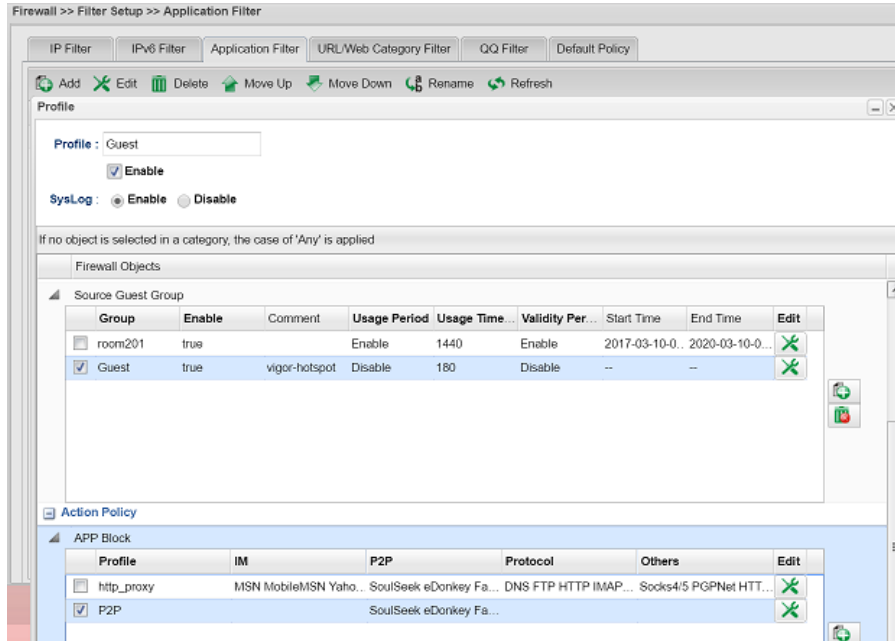 Firewall >> Filter Setup >> Application Filter
IP Filter IPv6 Filter Application Filter URL/Web Category Filter QQ Filter Default Policy
Add Edit Delete Move Up Move Down Rename Refresh
Profile
Profile : Guest
Enable
SysLog : Enable Disable
If no object is selected in a category, the case of 'Any' is applied
Firewall Objects
Source Guest Group
Group Enable Comment Usage Period Usage Time... Validity Per... Start Time End Time Edit
room201 true Enable 1440 Enable 2017-03-10-0... 2020-03-10-0...
Guest true vigor-hotspot Disable 180 Disable -- --
Action Policy
APP Block
Profile IM P2P Protocol Others Edit
http_proxy MSN MobileMSN Yaho... SoulSeek eDonkey Fa... DNS FTP HTTP IMAP... Socks4/5 PGPNet HTT...
P2P SoulSeek eDonkey Fa...